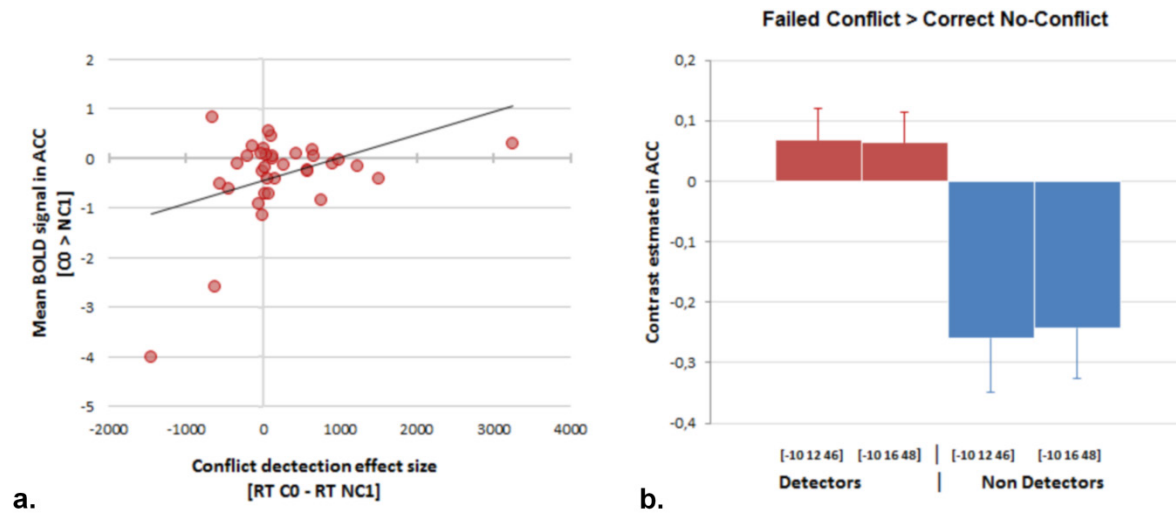 2
1
0
-1
-2
-3
-4
-5
-2000 -1000 0 1000 2000 3000 4000
Mean BOLD signal in ACC
[C0 > NC1]
Conflict dectection effect size
[RT C0 - RT NC1]
a.
Failed Conflict > Correct No-Conflict
0,2
0,1
0
-0,1
-0,2
-0,3
-0,4
Contrast estmate in ACC
[-10 12 46] [-10 16 48] | [-10 12 46] [-10 16 48]
Detectors | Non Detectors
b.